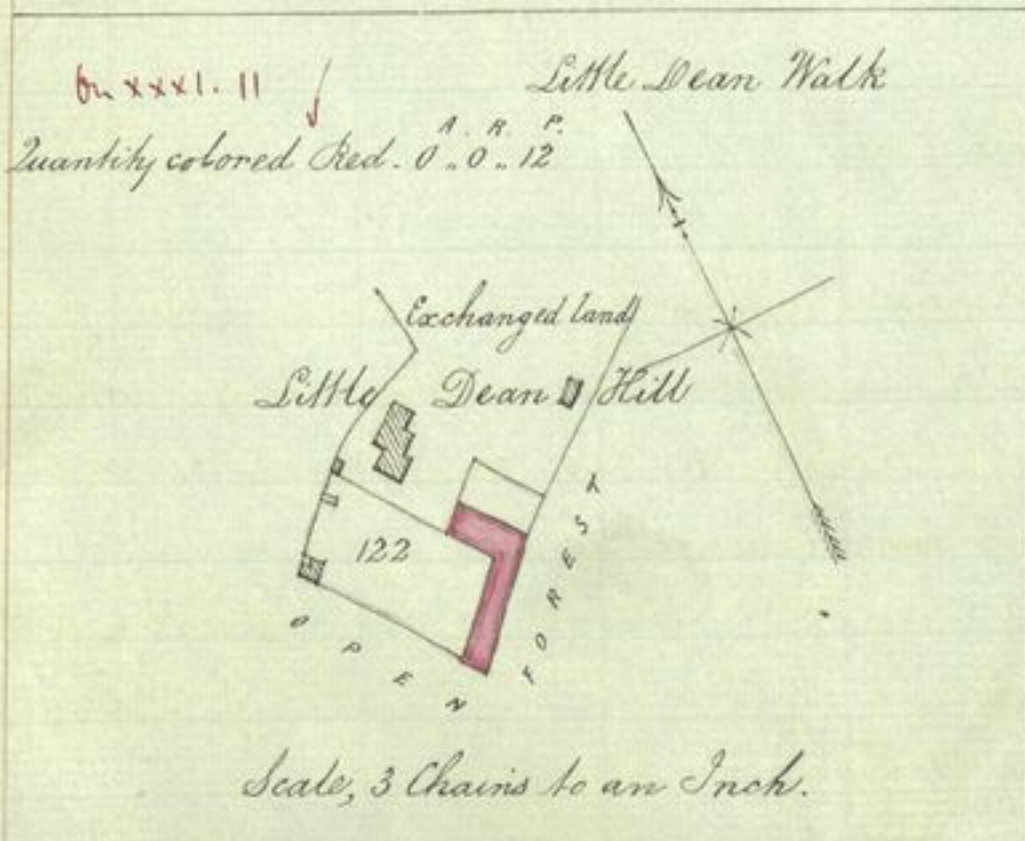 On XXXI. 11
Little Dean Walk
A. R. P.
Quantity colored Red. 0 .. 0 .. 12
Exchanged land
Little Dean Hill
122
OPEN FOREST
Scale, 3 Chains to an Inch.